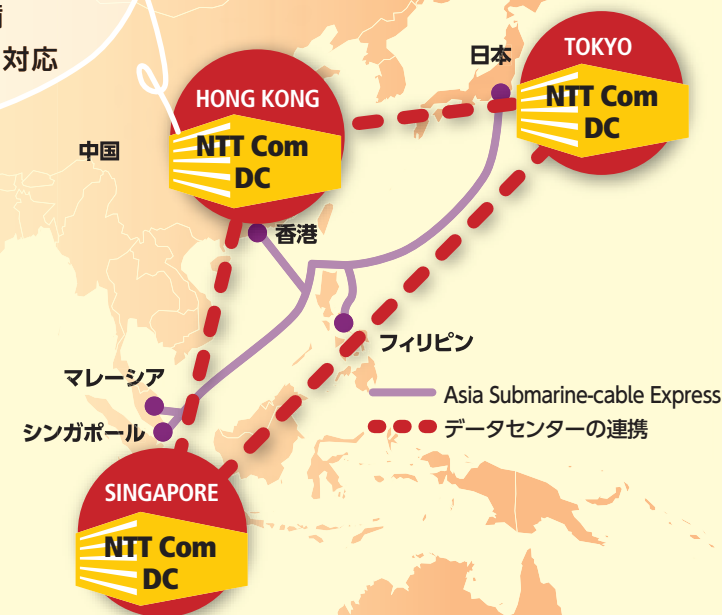 対応
日本
TOKYO
NTT Com
DC
HONG KONG
NTT Com
DC
中国
香港
フィリピン
マレーシア
シンガポール
Asia Submarine-cable Express
データセンターの連携
SINGAPORE
NTT Com
DC